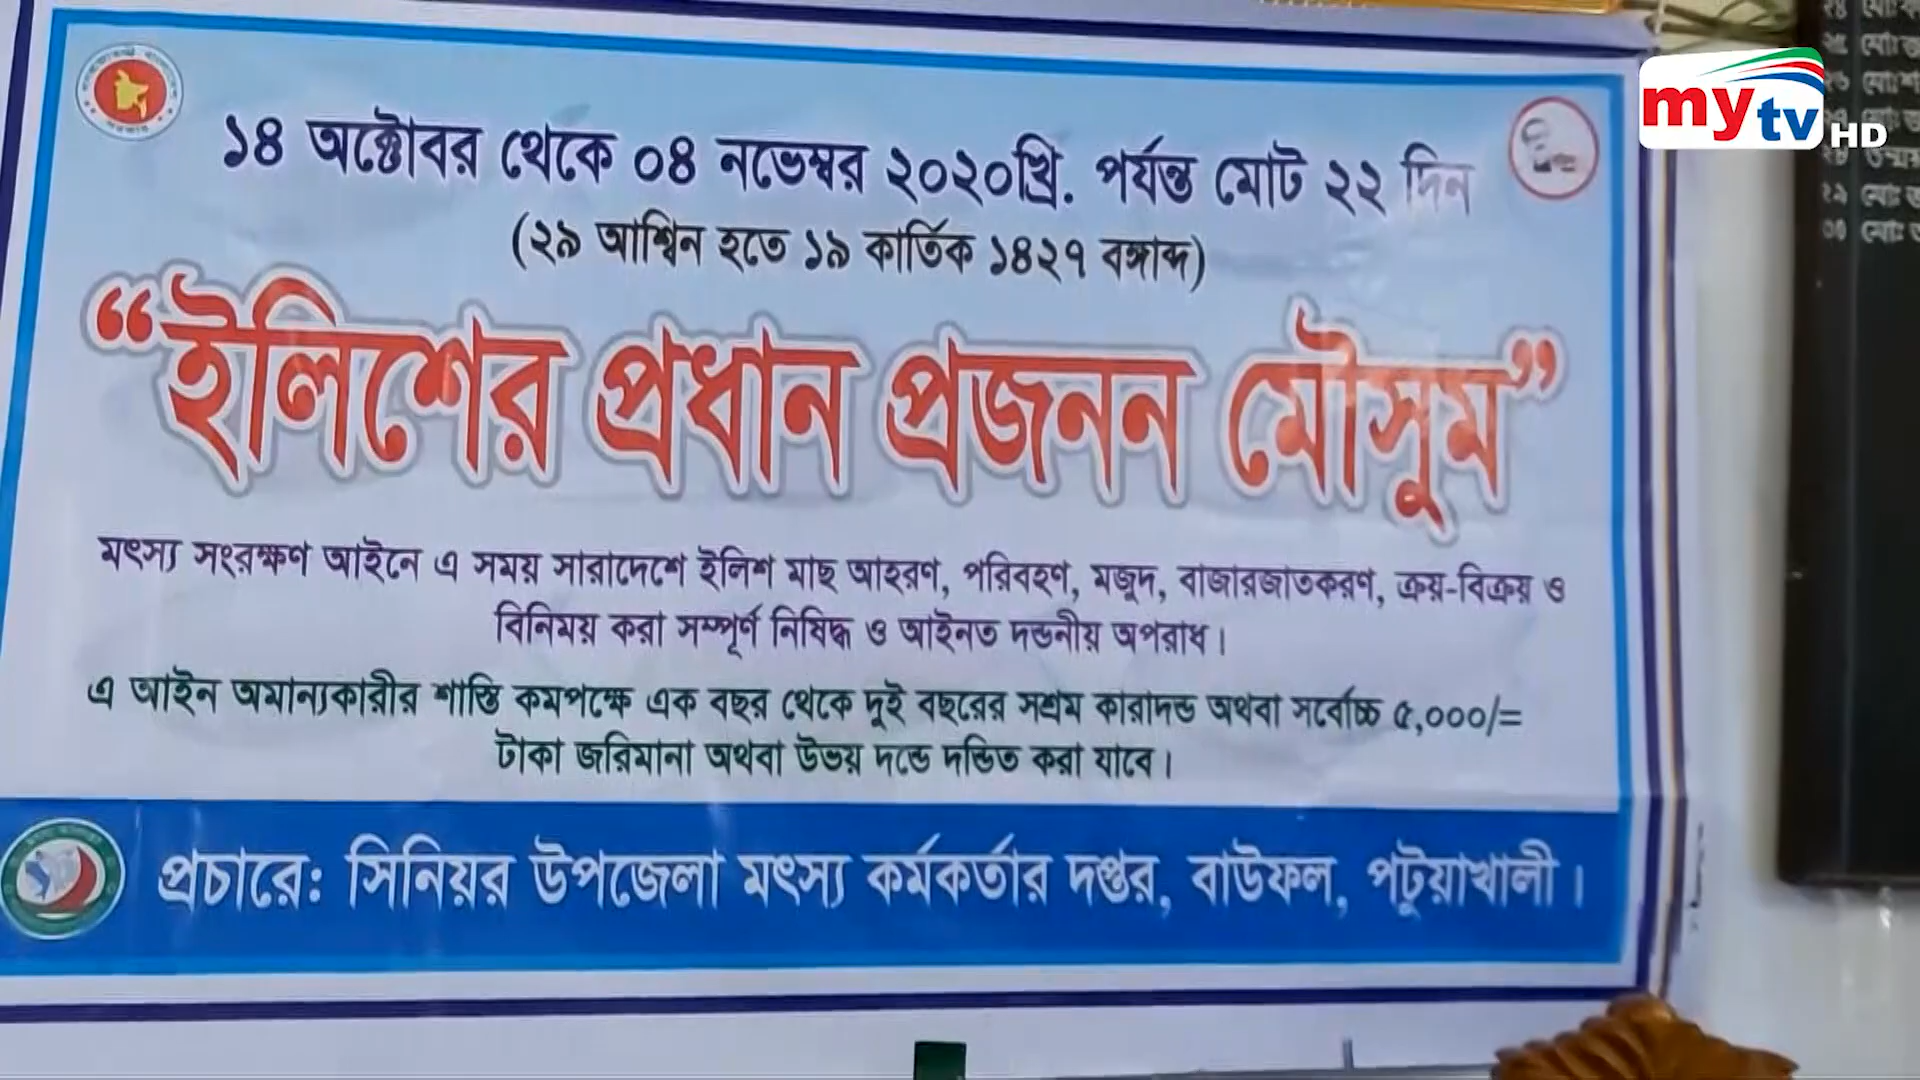 ১৪ অক্টোবর থেকে ০৪ নভেম্বর ২০২০খ্রি. পর্যন্ত মোট ২২ দিন
(২৯ আশ্বিন হতে ১৯ কার্তিক ১৪২৭ বঙ্গাব্দ)
“ইলিশের প্রধান প্রজনন মৌসুম”
মৎস্য সংরক্ষণ আইনে এ সময় সারাদেশে ইলিশ মাছ আহরণ, পরিবহণ, মজুদ, বাজারজাতকরণ, ক্রয়-বিক্রয় ও
বিনিময় করা সম্পূর্ণ নিষিদ্ধ ও আইনত দন্ডনীয় অপরাধ।
এ আইন অমান্যকারীর শাস্তি কমপক্ষে এক বছর থেকে দুই বছরের সশ্রম কারাদন্ড অথবা সর্বোচ্চ ৫,০০০/=
টাকা জরিমানা অথবা উভয় দন্ডে দন্ডিত করা যাবে।
প্রচারে: সিনিয়র উপজেলা মৎস্য কর্মকর্তার দপ্তর, বাউফল, পটুয়াখালী।
mytv HD